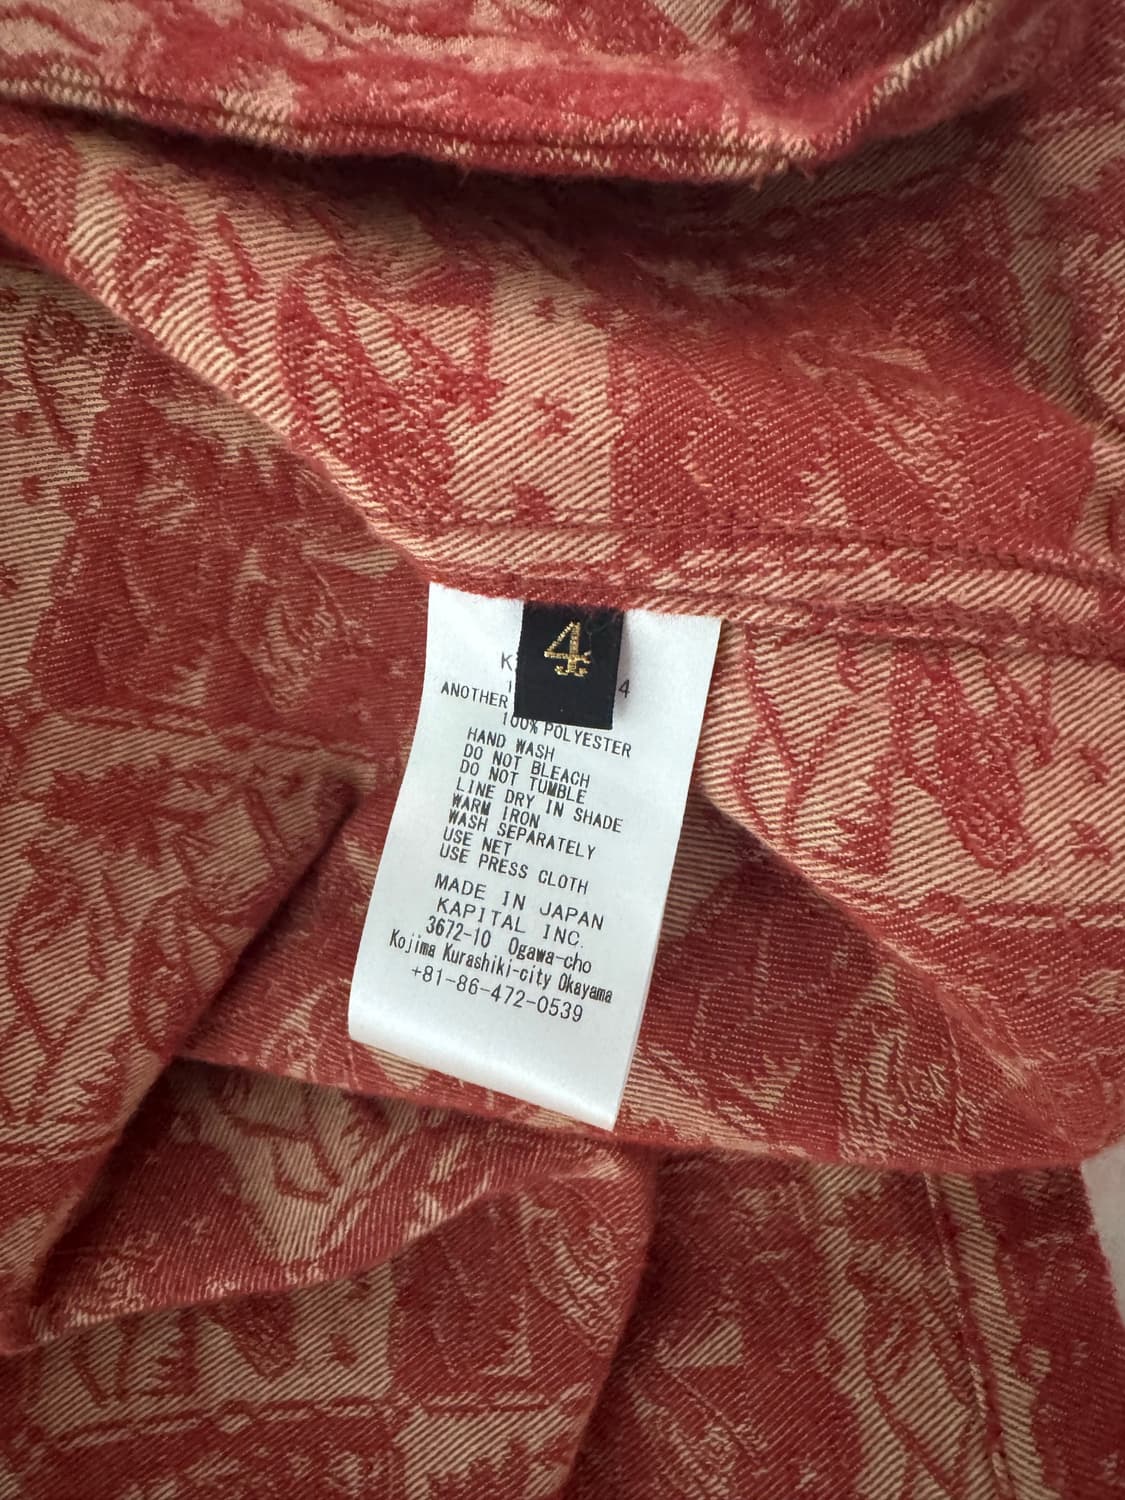 4
4
ANOTHER
100% POLYESTER
HAND WASH
DO NOT BLEACH
DO NOT TUMBLE
LINE DRY IN SHADE
WARM IRON
WASH SEPARATELY
USE NET
USE PRESS CLOTH
MADE IN JAPAN
KAPITAL INC.
3672-10 Ogawa-cho
Kojima Kurashiki-city Okayama
+81-86-472-0539